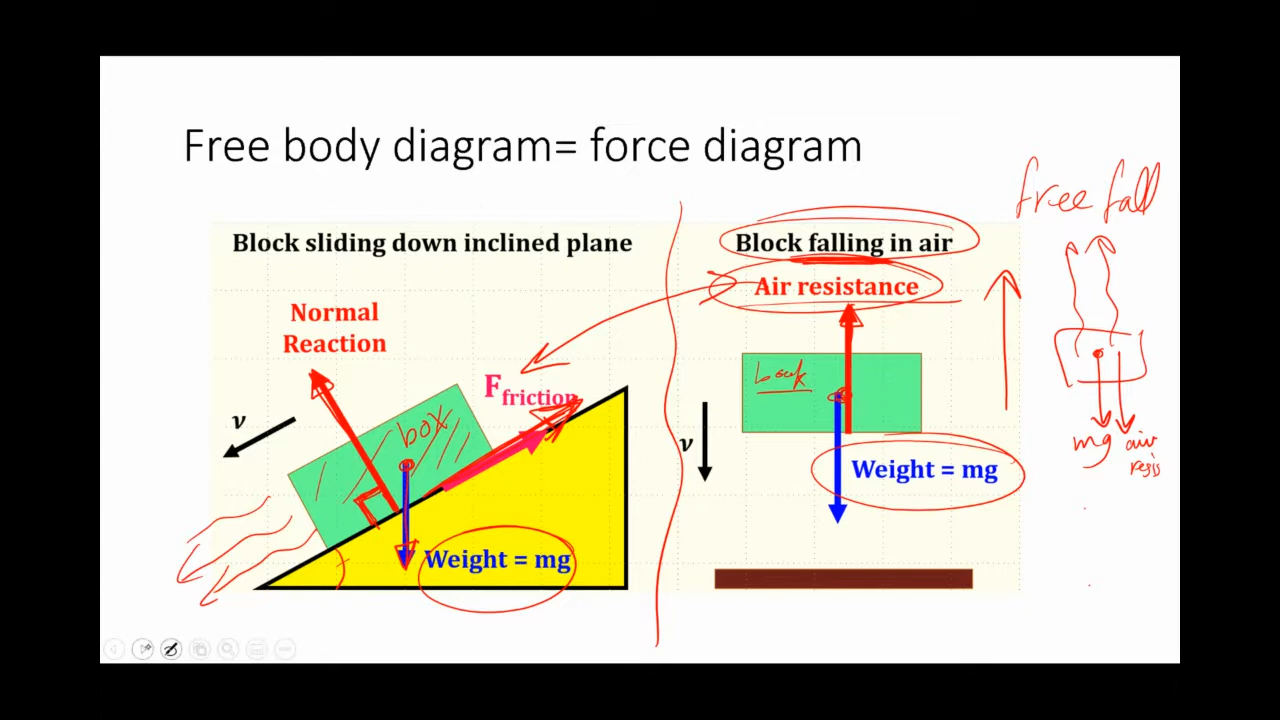 Free body diagram= force diagram
free fall
Block sliding down inclined plane
Block falling in air
Air resistance
Normal
Reaction
F friction
box
v
Weight = mg
v
Weight = mg
mg
air
resis